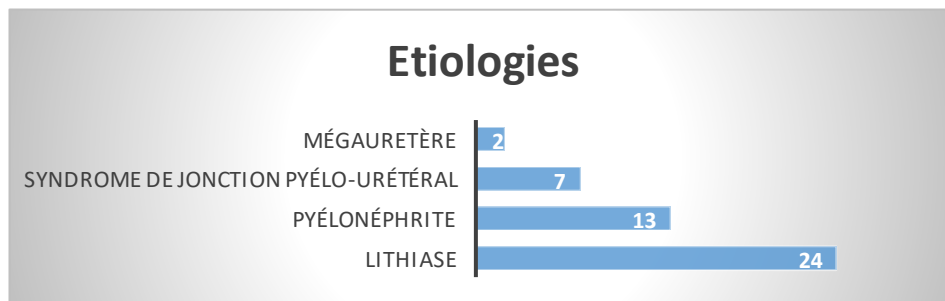 Etiologies
MÉGAURETÈRE 2
SYNDROME DE JONCTION PYÉLO-URÉTÉRAL 7
PYÉLONÉPHRITE 13
LITHIASE 24